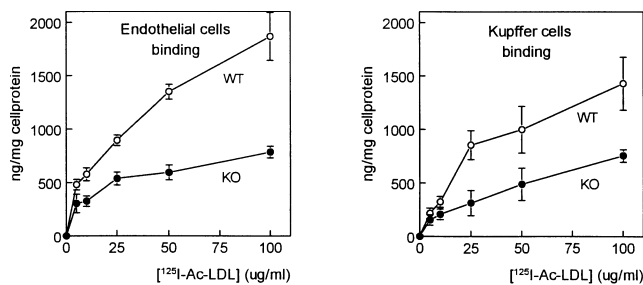 2000
1500
1000
500
0
ng/mg cellprotein
Endothelial cells
binding
WT
KO
0 25 50 75 100
[¹²⁵I-Ac-LDL] (ug/ml)
2000
1500
1000
500
0
ng/mg cellprotein
Kupffer cells
binding
WT
KO
0 25 50 75 100
[¹²⁵I-Ac-LDL] (ug/ml)